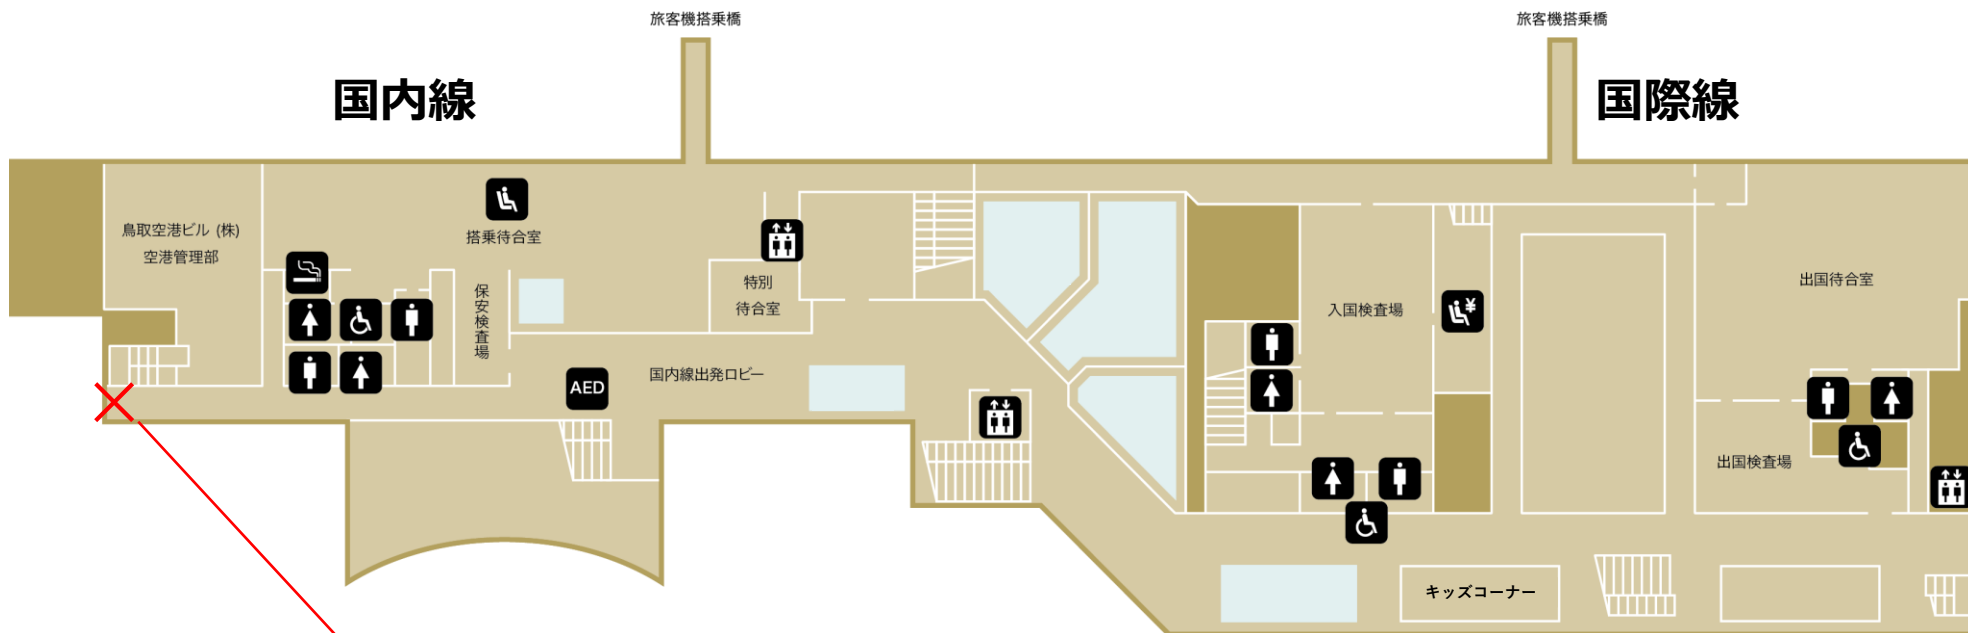 旅客機搭乗橋
旅客機搭乗橋
国内線
国際線
鳥取空港ビル (株)
空港管理部
搭乗待合室
特別
待合室
保安検査場
入国検査場
出国待合室
国内線出発ロビー
AED
¥
出国検査場
キッズコーナー